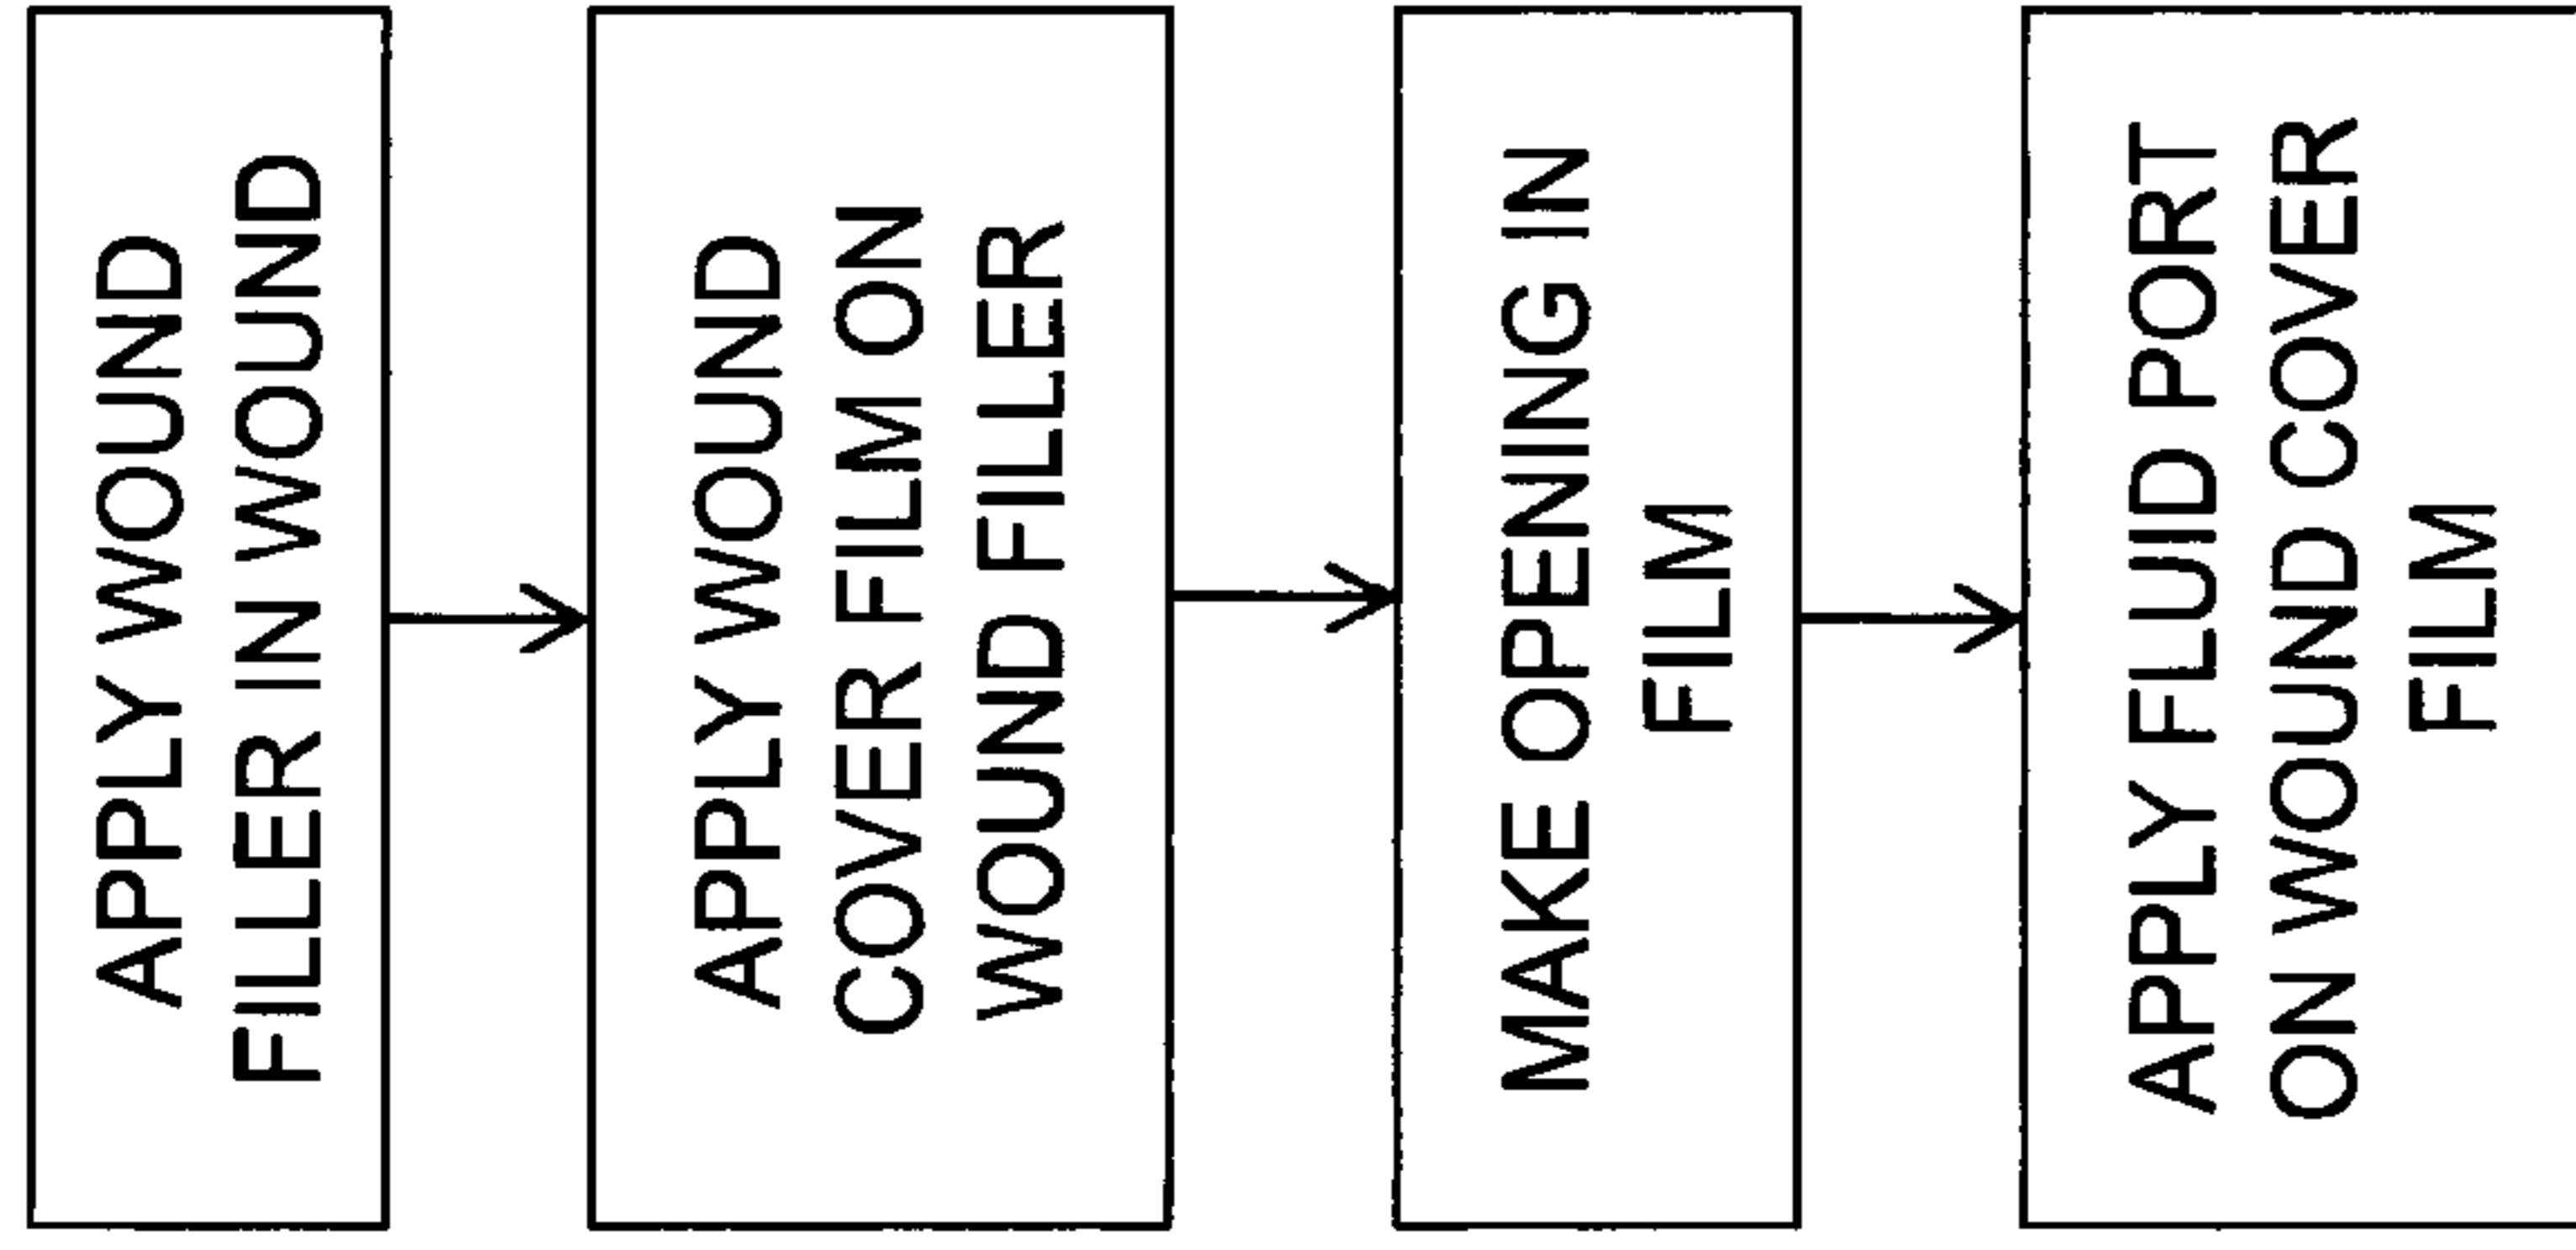 APPLY WOUND
FILLER IN WOUND
APPLY WOUND
COVER FILM ON
WOUND FILLER
MAKE OPENING IN
FILM
APPLY FLUID PORT
ON WOUND COVER
FILM